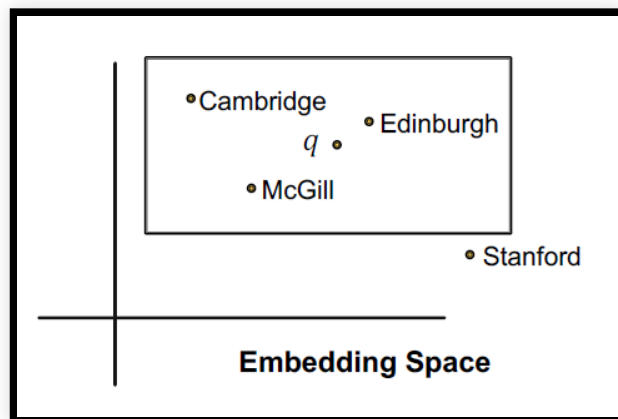 Cambridge
Edinburgh
q
McGill
Stanford
Embedding Space